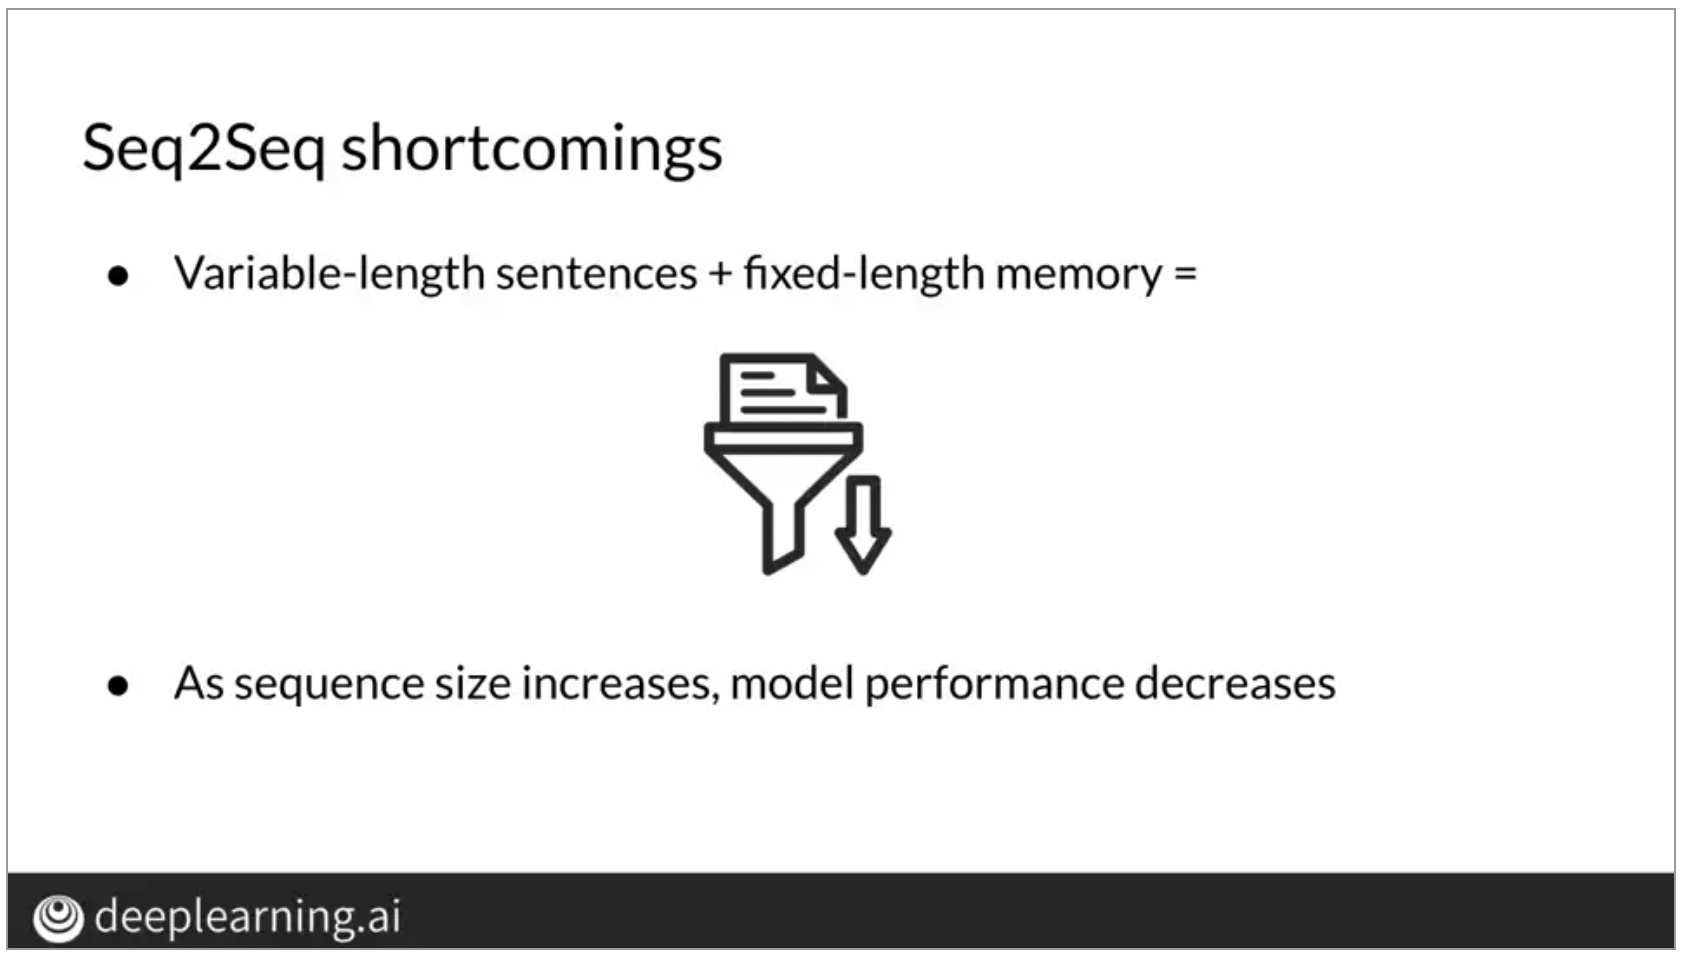 Seq2Seq shortcomings
● Variable-length sentences + fixed-length memory =
● As sequence size increases, model performance decreases
deeplearning.ai